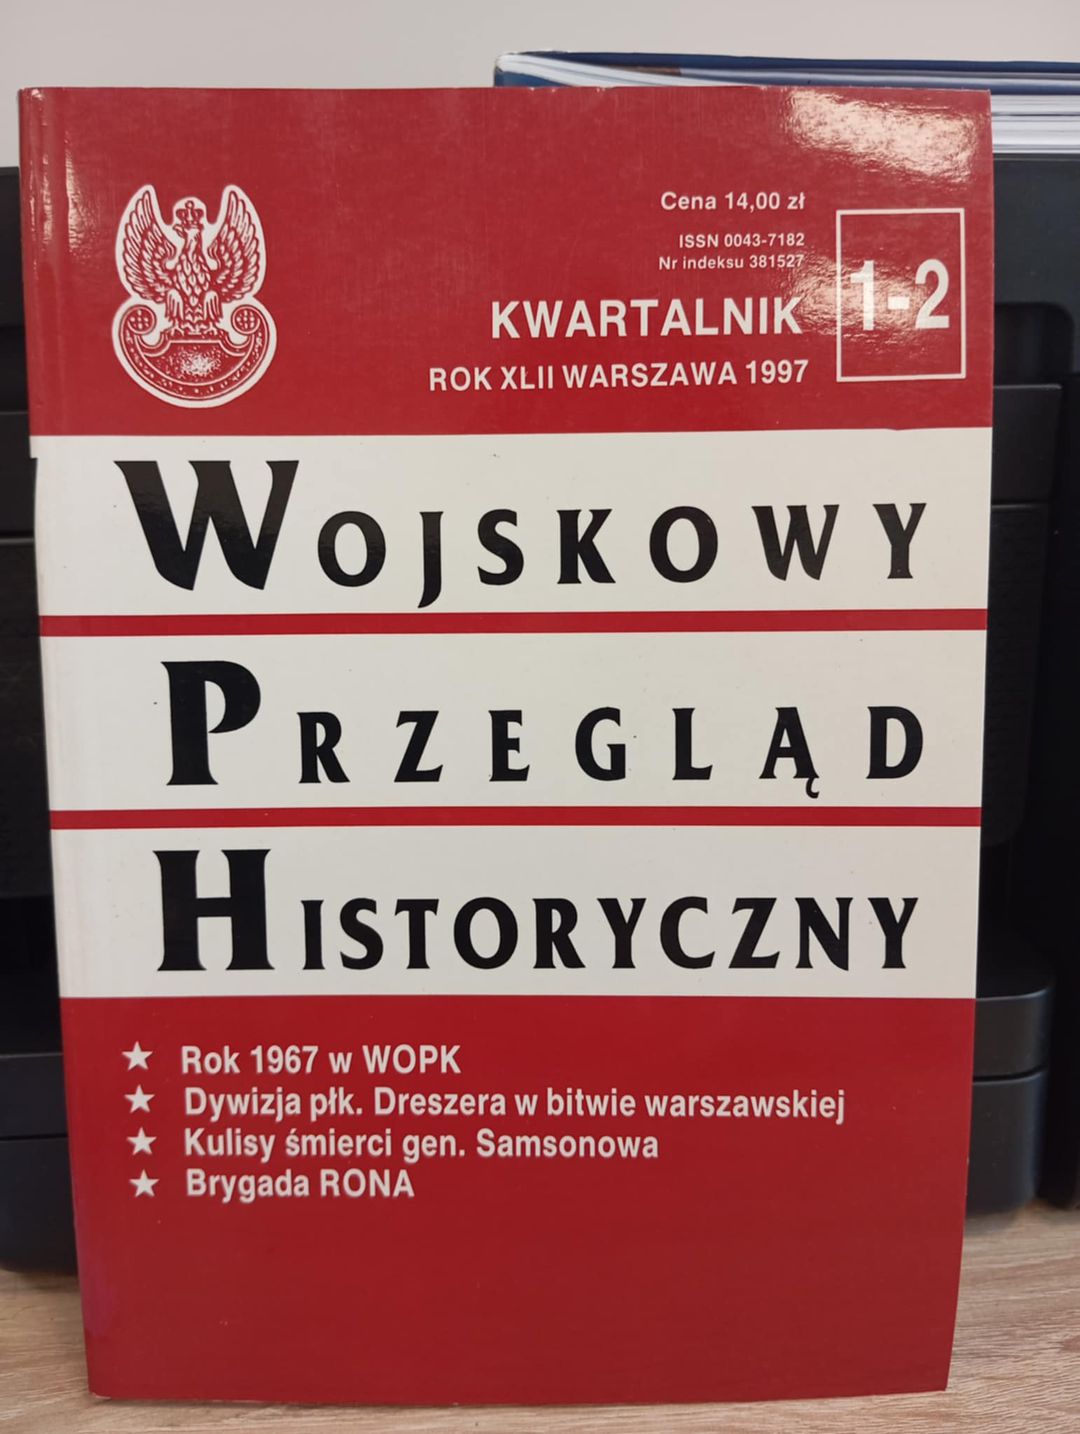 Cena 14,00 zł
ISSN 0043-7182
Nr indeksu 381527
1-2
KWARTALNIK
ROK XLII WARSZAWA 1997
WOJSKOWY
PRZEGLĄD
HISTORYCZNY
★ Rok 1967 w WOPK
★ Dywizja płk. Dreszera w bitwie warszawskiej
★ Kulisy śmierci gen. Samsonowa
★ Brygada RONA